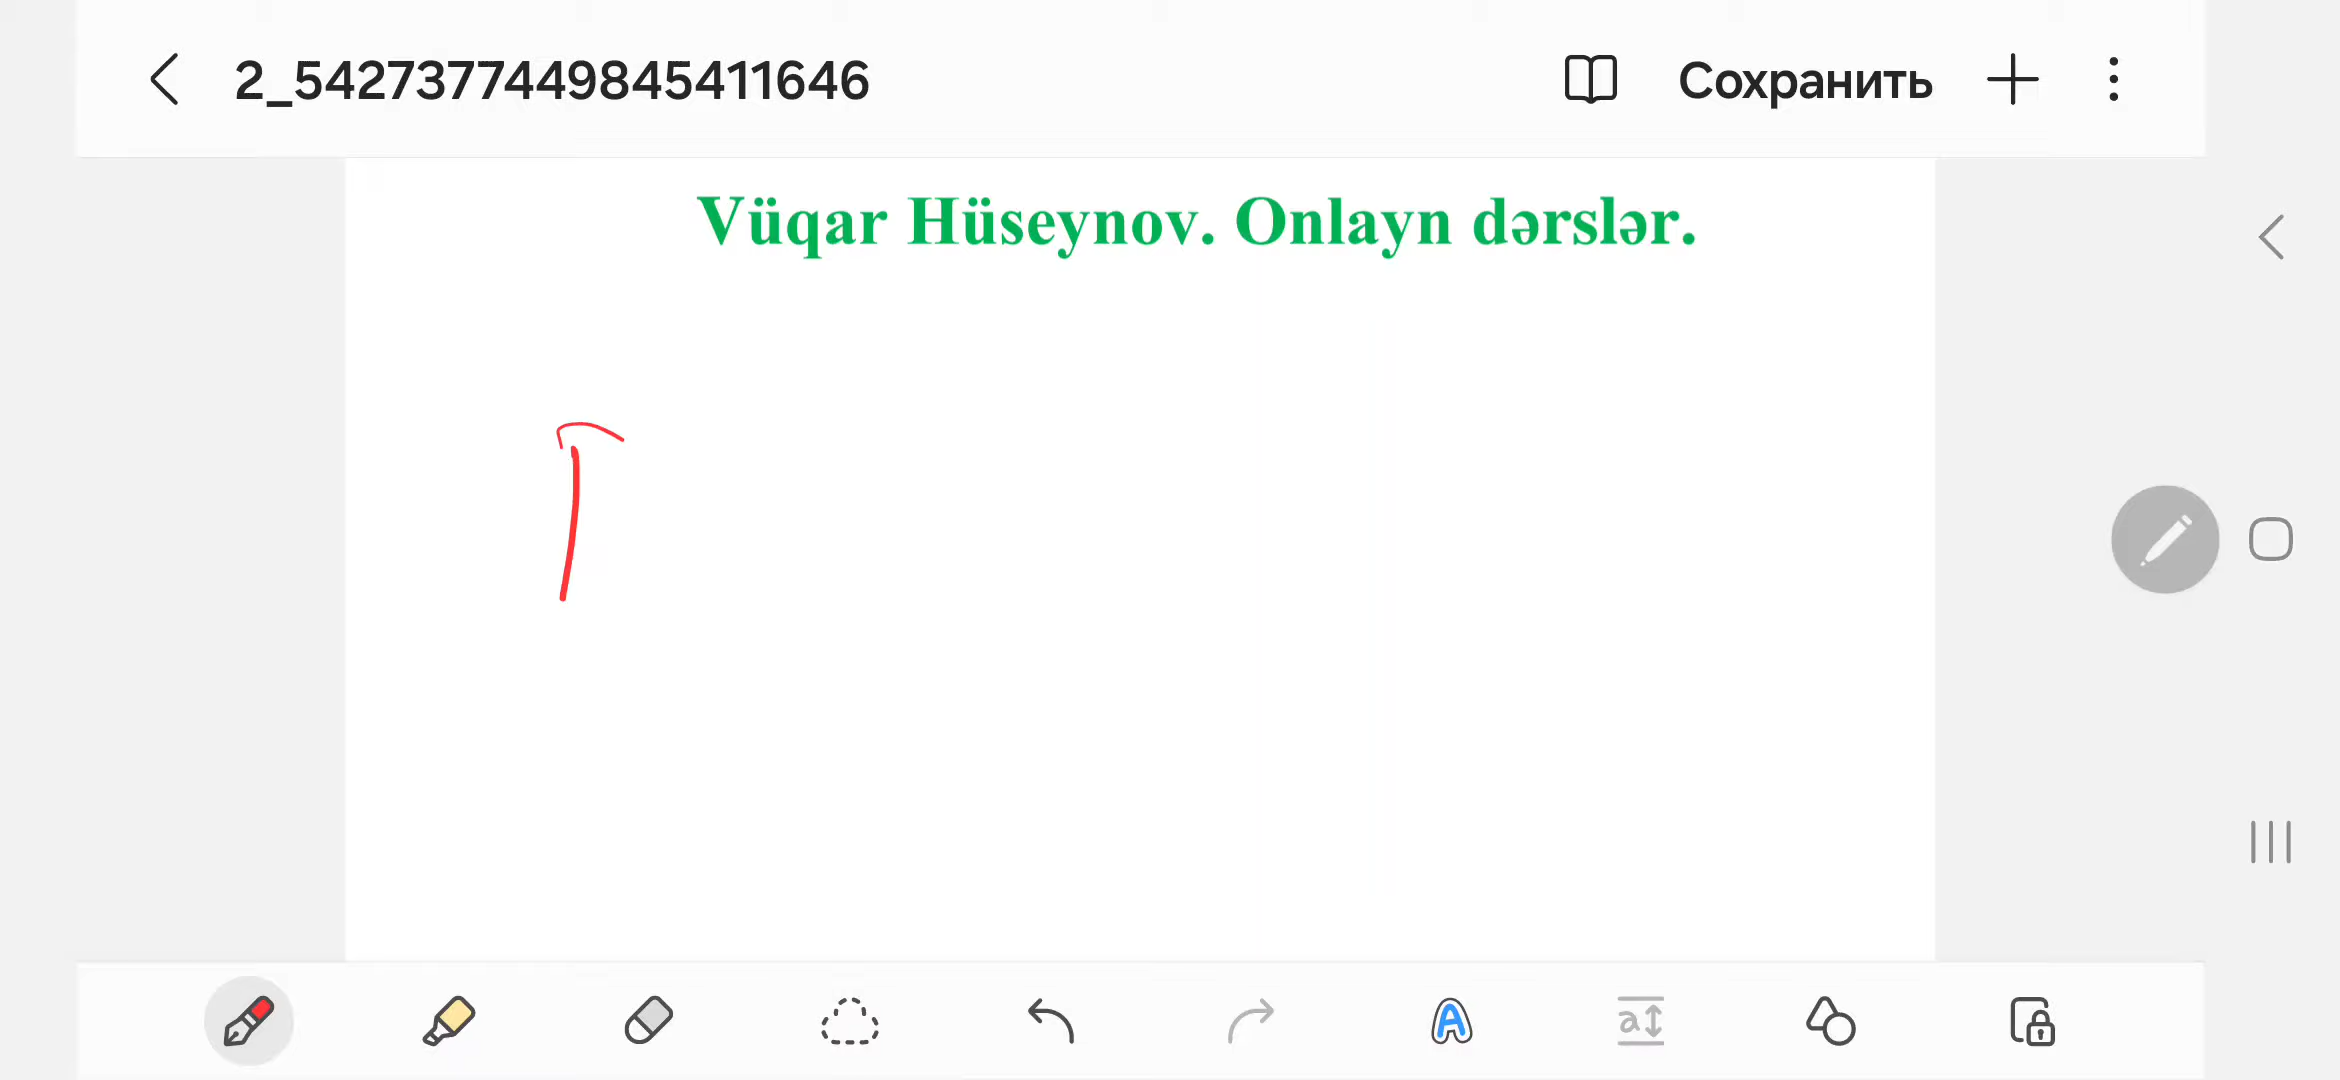 2_5427377449845411646 Сохранить
Vüqar Hüseynov. Onlayn dərslər.